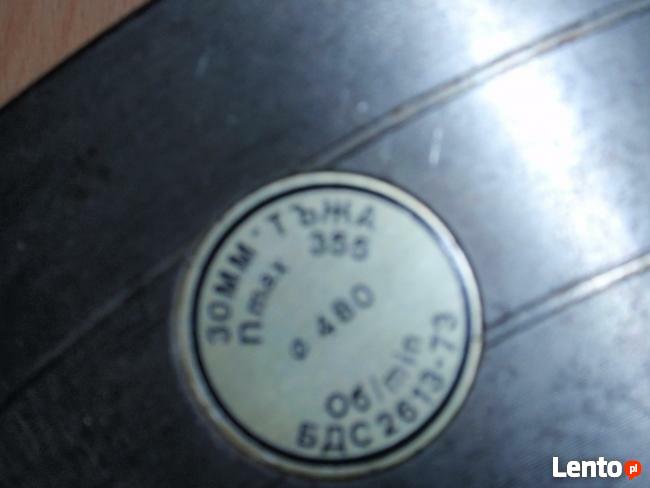 ЗОММ "ТЪЖА
Пmax 355
ø 480
Об/min
БДС 2613-73
Lento.pl